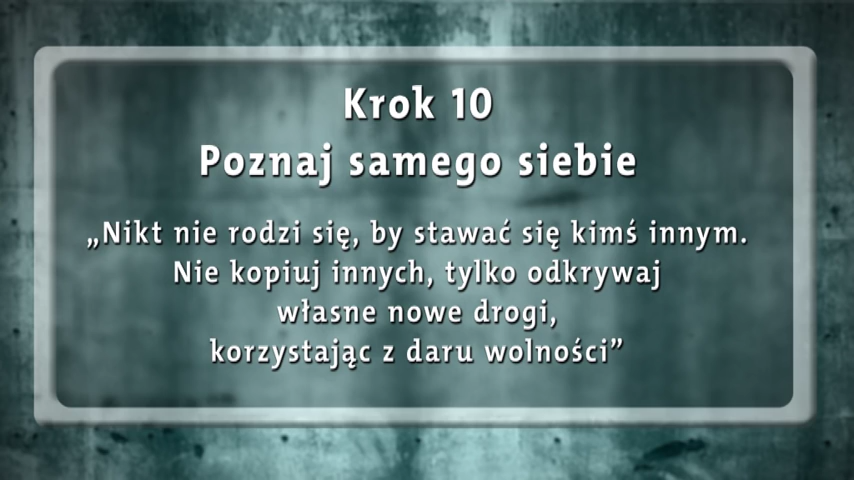 Krok 10
Poznaj samego siebie
„Nikt nie rodzi się, by stawać się kimś innym.
Nie kopiuj innych, tylko odkrywaj
własne nowe drogi,
korzystając z daru wolności”